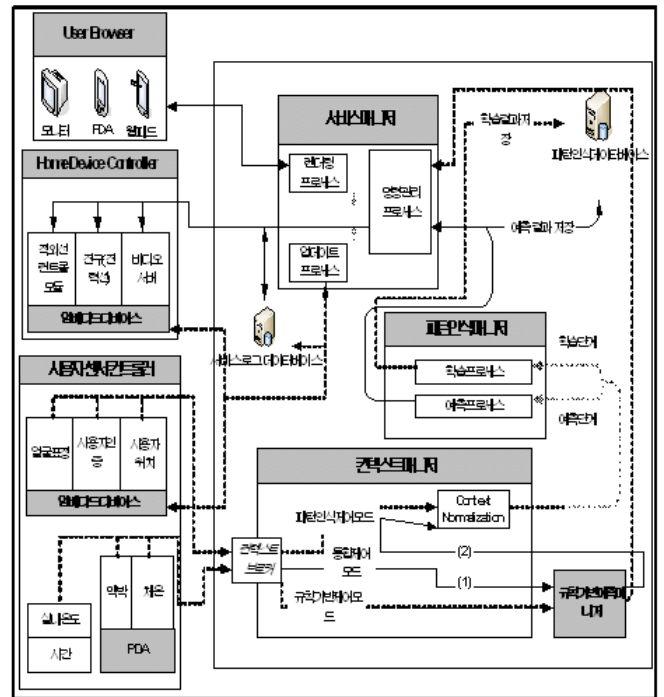 User Browser
모니터
PDA
웹패드
Home Device Controller
적외선
컨트롤
모듈
전구(전
력선)
비디오
서버
임베디드디바이스
사용자센서컨트롤러
얼굴표정
사용자인
증
사용자
위치
임베디드디바이스
맥박
체온
실내온도
시간
PDA
서비스매니저
렌더링
프로세스
업데이트
프로세스
명령관리
프로세스
서비스로그데이터베이스
학습결과저
장
패턴인식데이터베이스
예측결과저장
패턴인식매니저
학습프로세스
예측프로세스
학습단계
예측단계
컨텍스트매니저
패턴인식제어모드
Context
Normalization
컨텍스트
브로커
통합제어
모드
(2)
(1)
규칙기반제어모
드
규칙기반예측매
니저